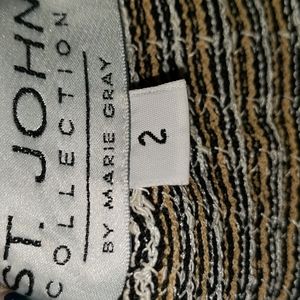 ST. JOHN
COLLECTION
BY MARIE GRAY
2